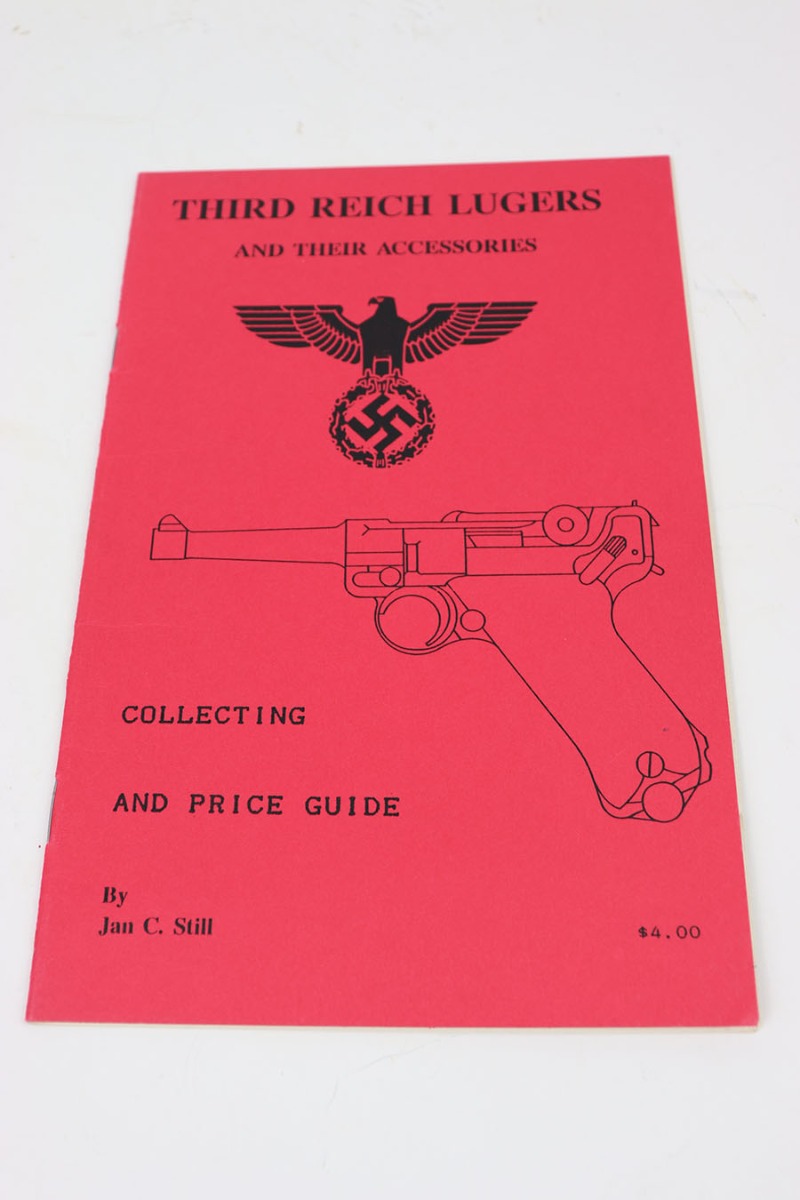 THIRD REICH LUGERS
AND THEIR ACCESSORIES
COLLECTING
AND PRICE GUIDE
By
Jan C. Still
$4.00